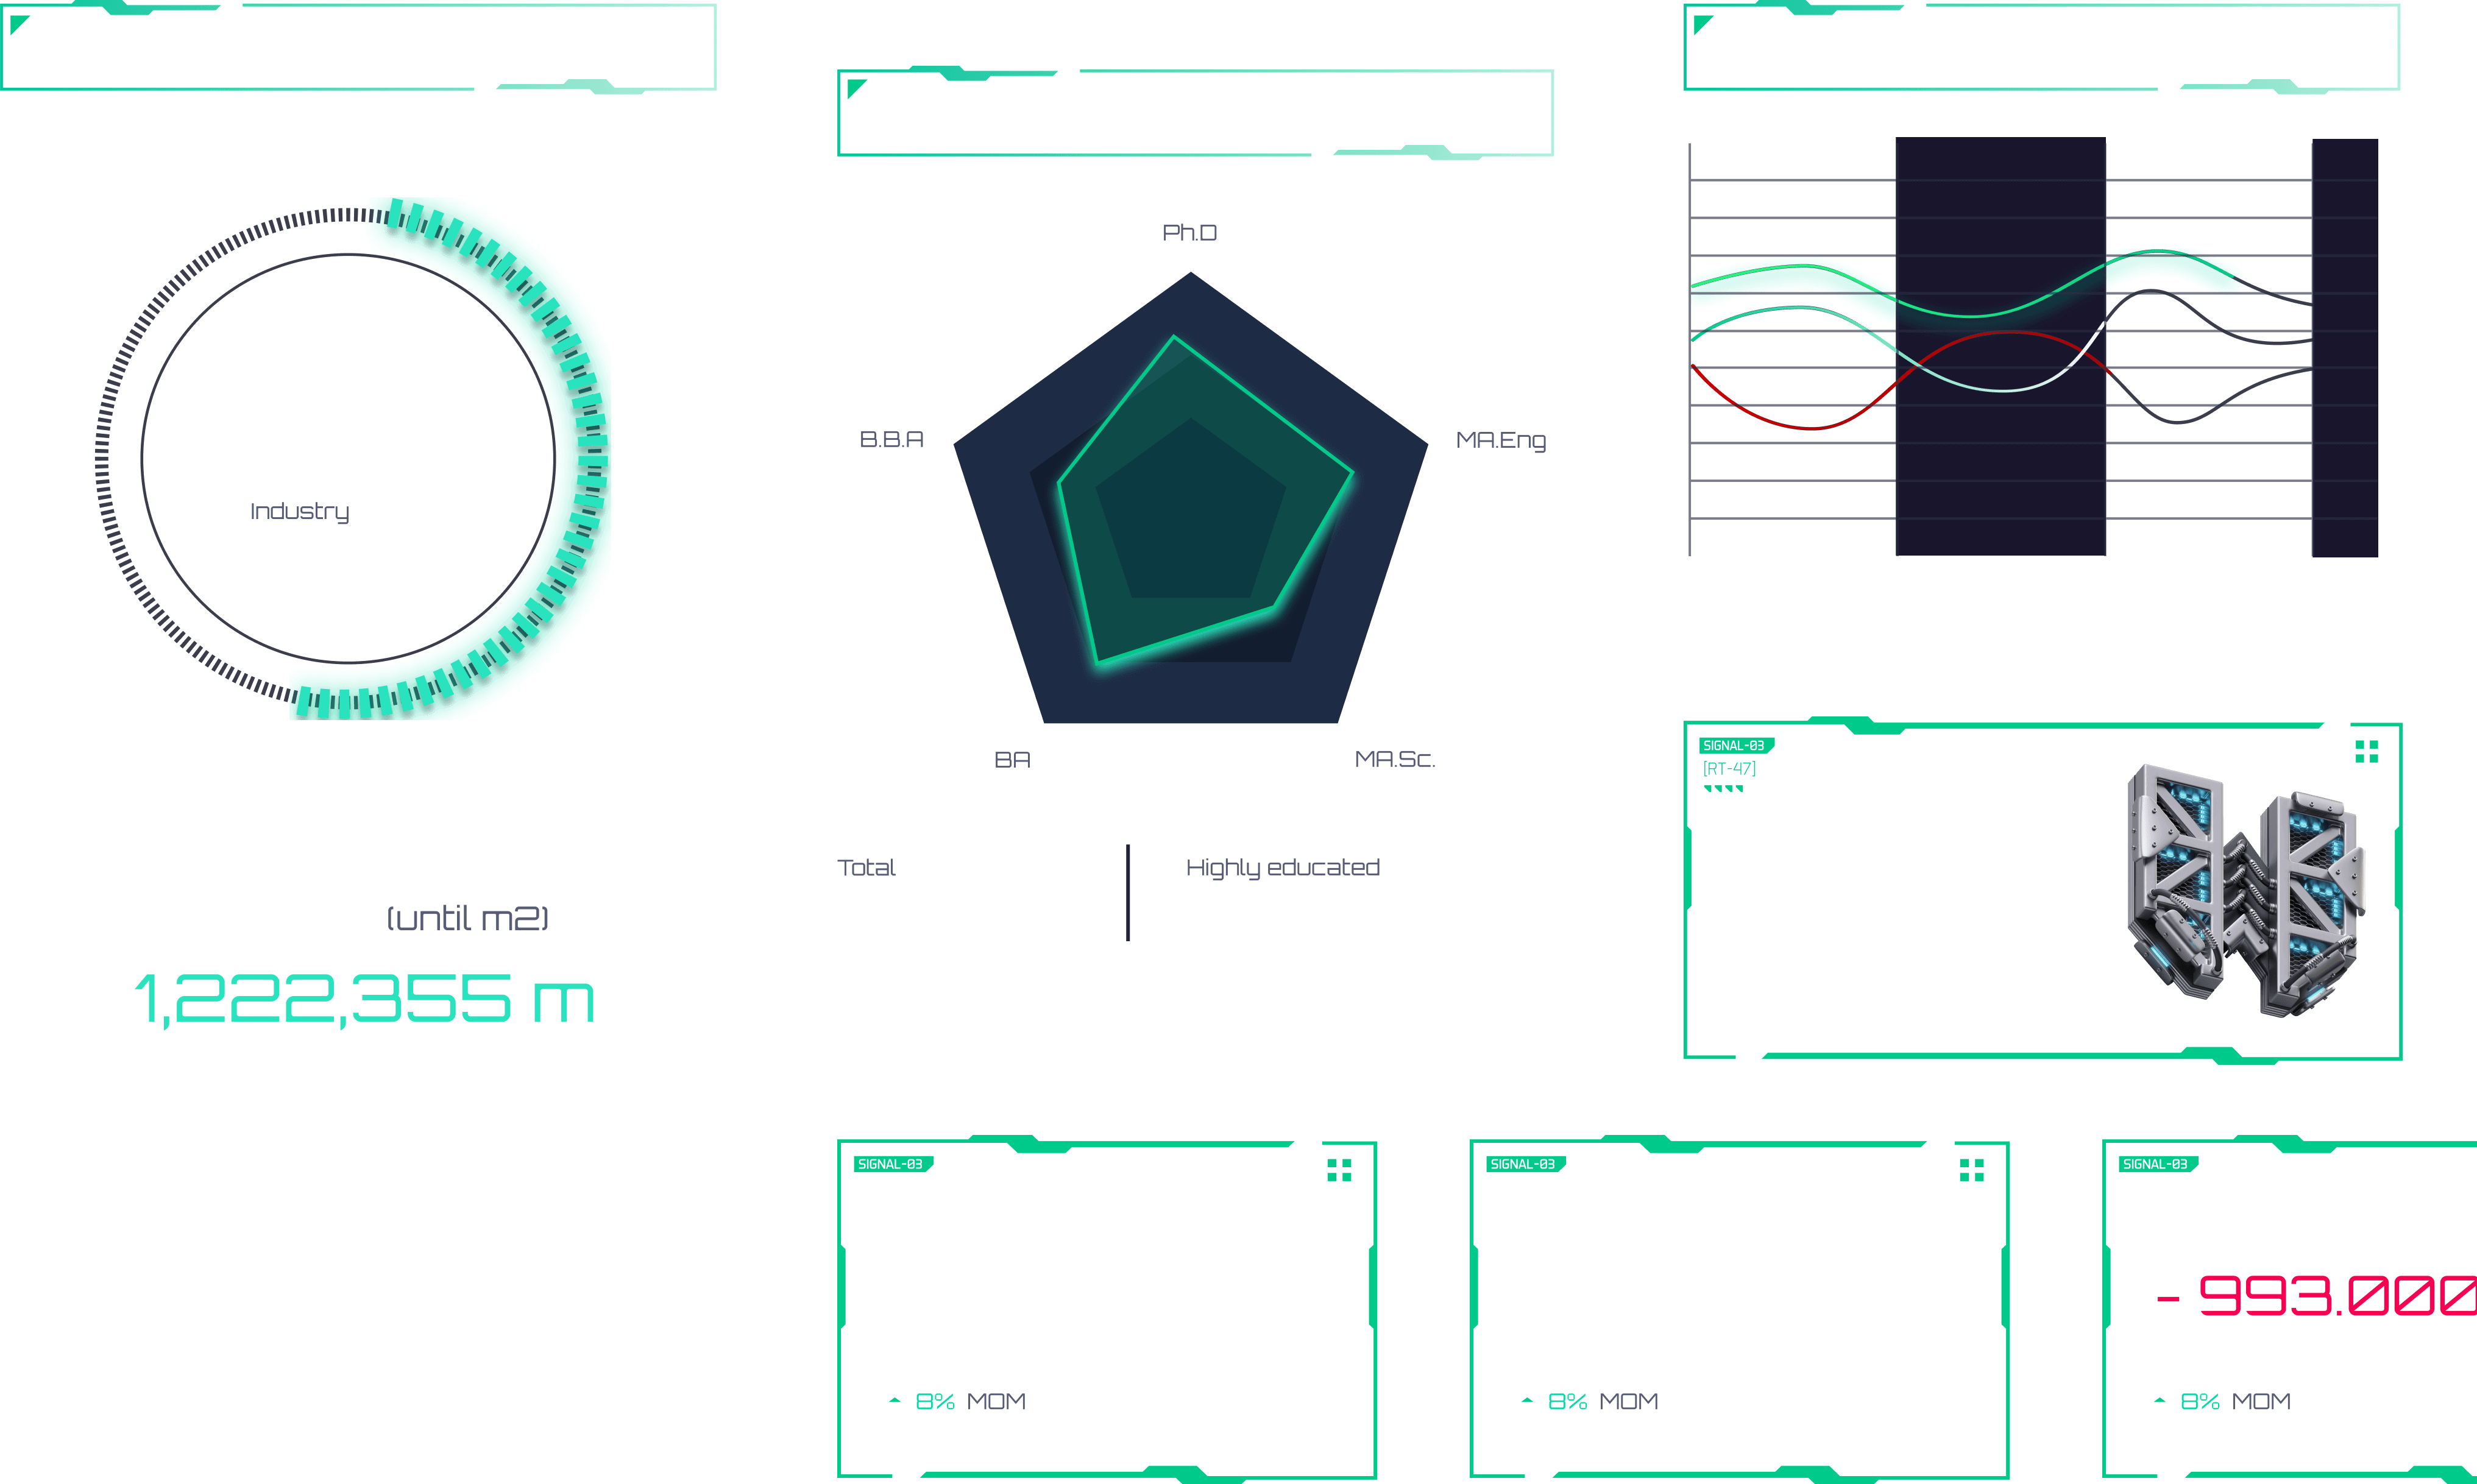 Industry
(until m2)
1,222,355 m
Ph.D
B.B.A
MA.Eng
BA
MA.Sc.
Total
Highly educated
SIGNAL-03
[RT-47]
SIGNAL-03
8% MOM
SIGNAL-03
8% MOM
SIGNAL-03
- 993.000
8% MOM